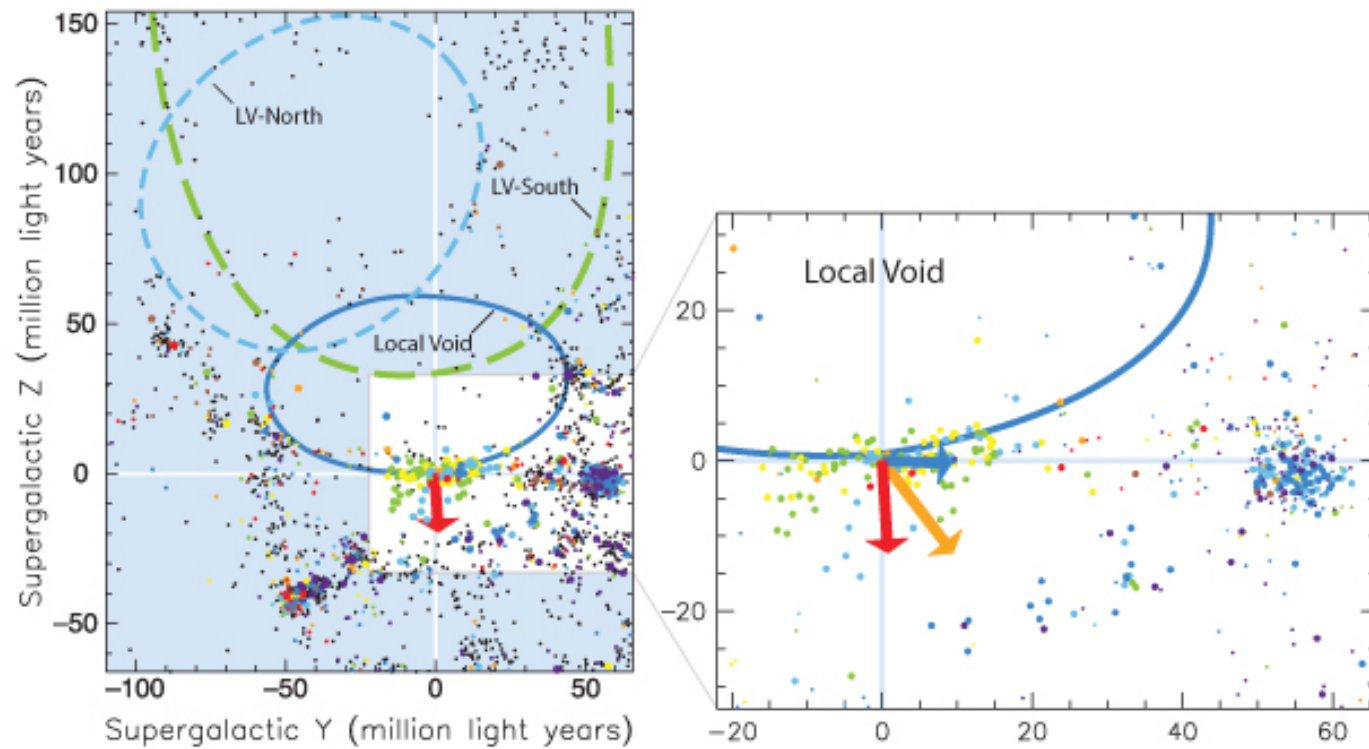 150
100
50
0
−50
−100
−50
0
50
Supergalactic Z (million light years)
Supergalactic Y (million light years)
LV-North
LV-South
Local Void
Local Void
20
0
−20
−20
0
20
40
60